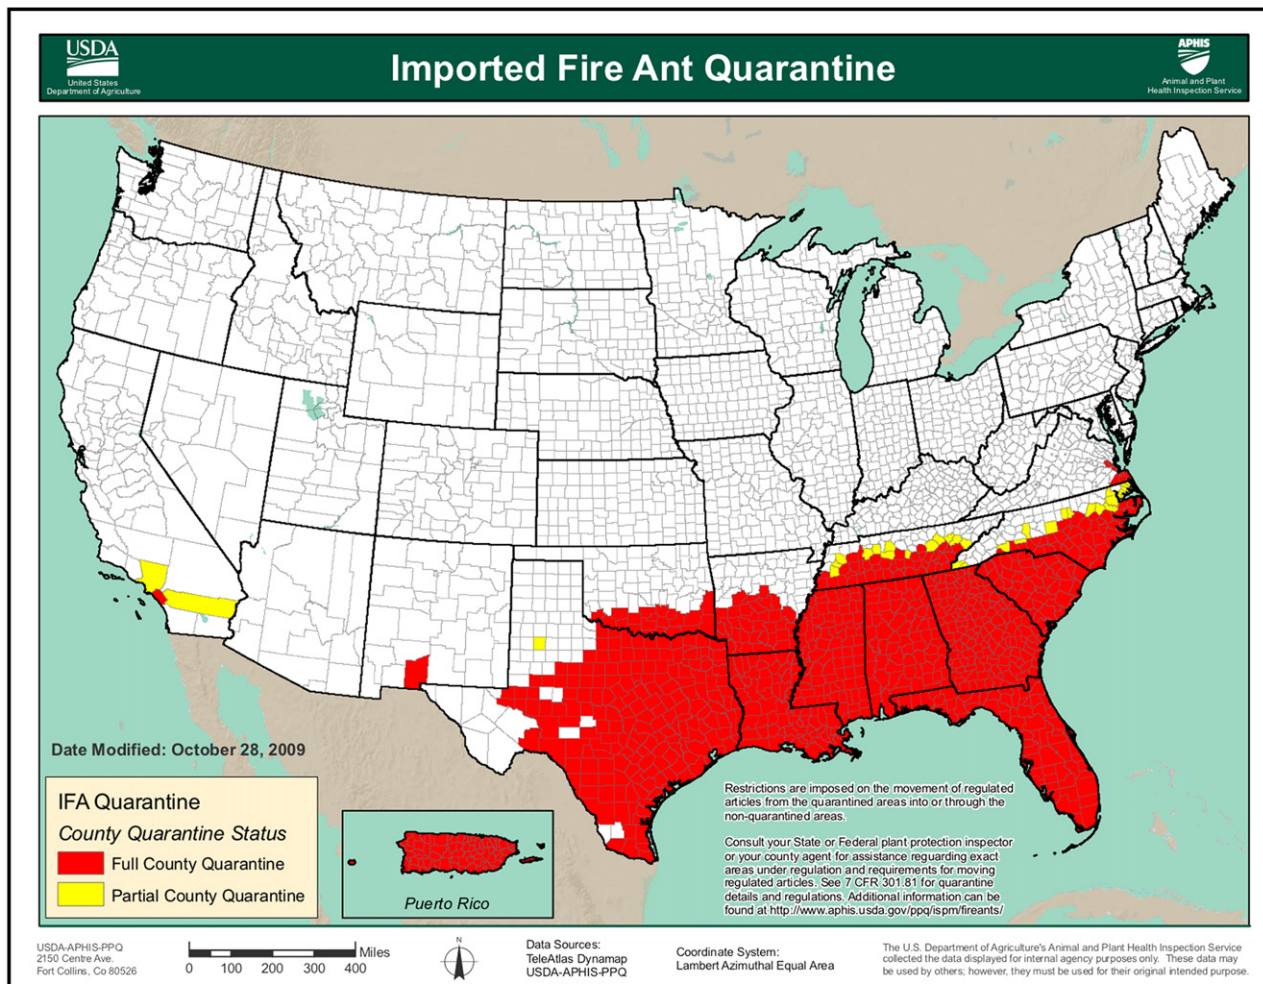 USDA
United States
Department of Agriculture
Imported Fire Ant Quarantine
APHIS
Animal and Plant
Health Inspection Service
Date Modified: October 28, 2009
IFA Quarantine
County Quarantine Status
Full County Quarantine
Partial County Quarantine
Puerto Rico
Restrictions are imposed on the movement of regulated
articles from the quarantined areas into or through the
non-quarantined areas.
Consult your State or Federal plant protection inspector
or your county agent for assistance reguarding exact
areas under regulation and requirements for moving
regulated articles. See 7 CFR 301.81 for quarantine
details and regulations. Additional information can be
found at http://www.aphis.usda.gov/ppq/ispm/fireants/
USDA-APHIS-PPQ
2150 Centre Ave.
Fort Collins, Co 80526
Miles
0 100 200 300 400
N
Data Sources:
TeleAtlas Dynamap
USDA-APHIS-PPQ
Coordinate System:
Lambert Azimuthal Equal Area
The U.S. Department of Agriculture's Animal and Plant Health Inspection Service
collected the data displayed for internal agency purposes only. These data may
be used by others; however, they must be used for their original intended purpose.